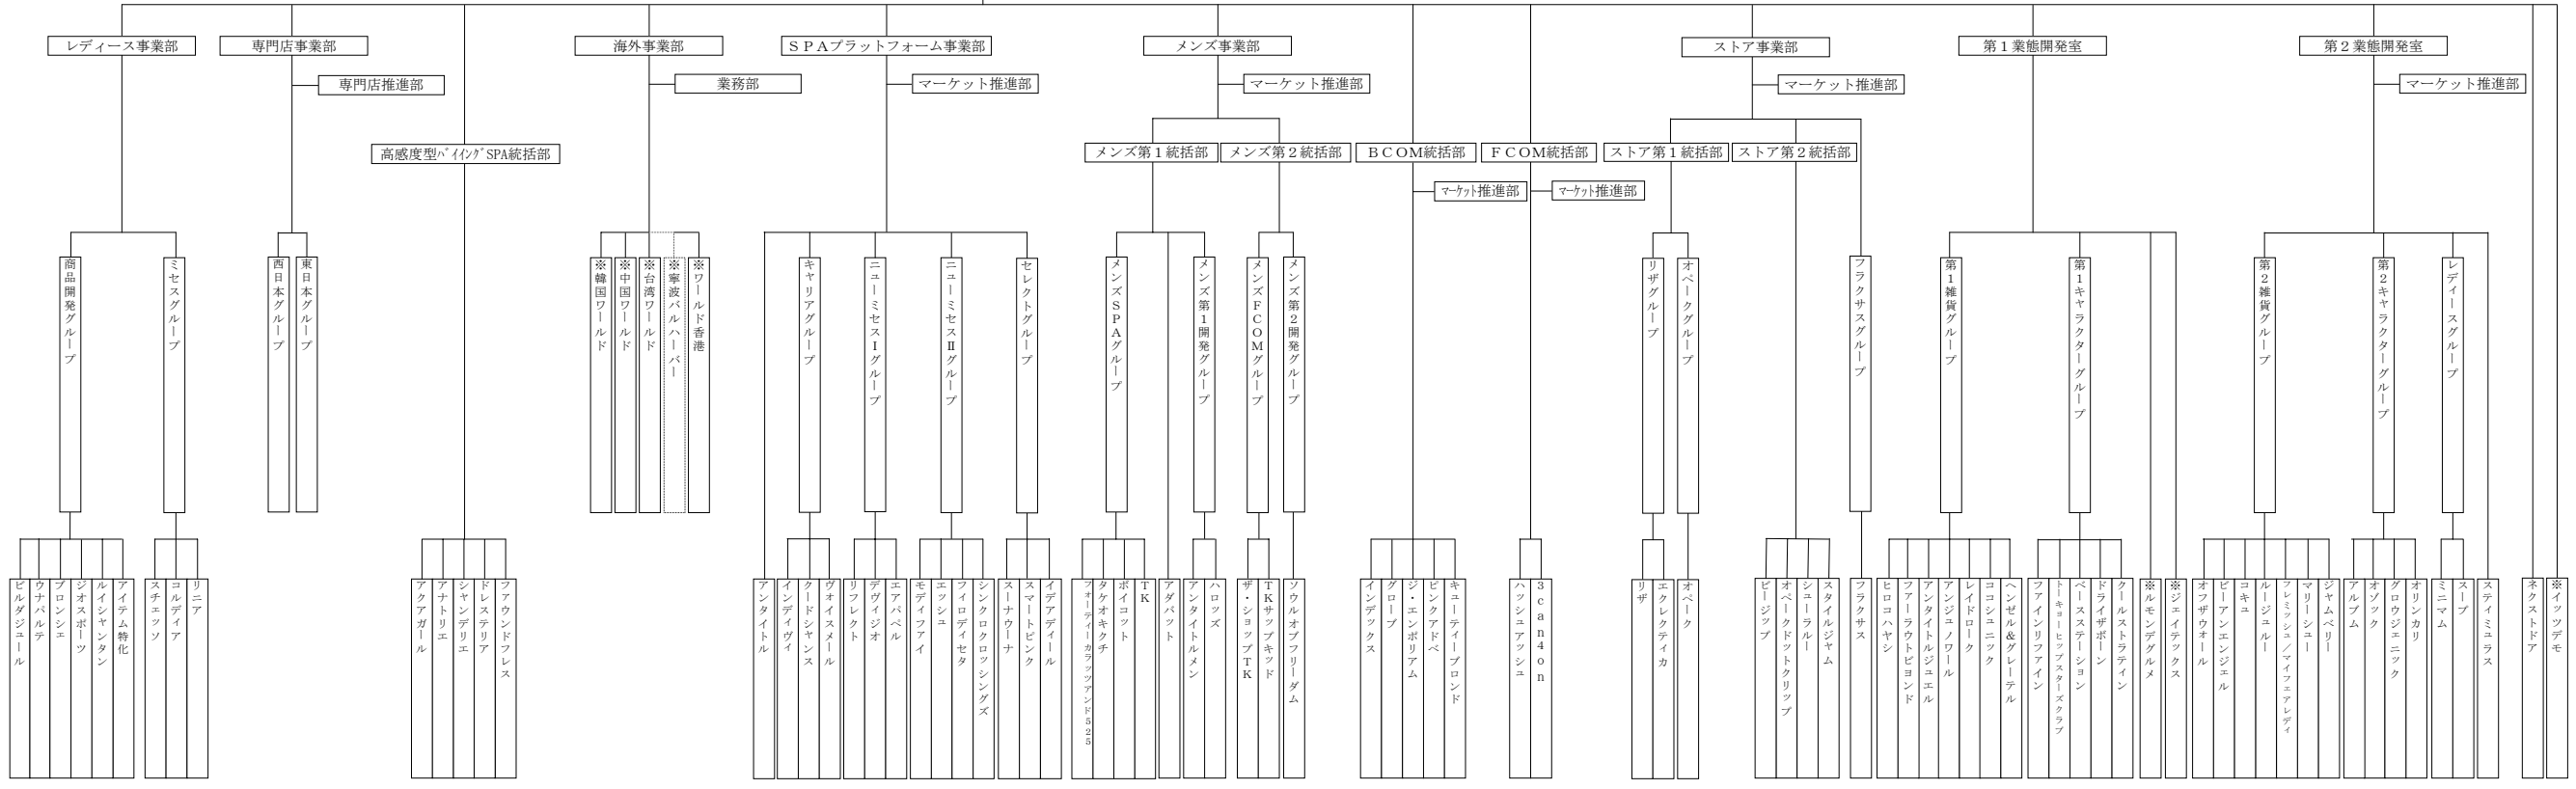 レディース事業部
専門店事業部
海外事業部
ＳＰＡプラットフォーム事業部
メンズ事業部
ストア事業部
第１業態開発室
第２業態開発室
専門店推進部
業務部
マーケット推進部
マーケット推進部
マーケット推進部
マーケット推進部
高感度型ﾊﾞｲｲﾝｸﾞSPA統括部
メンズ第１統括部
メンズ第２統括部
ＢＣＯＭ統括部
ＦＣＯＭ統括部
ストア第１統括部
ストア第２統括部
ﾏｰｹｯﾄ推進部
ﾏｰｹｯﾄ推進部
商品開発グループ
ミセスグループ
西日本グループ
東日本グループ
※韓国ワールド
※中国ワールド
※台湾ワールド
※寧波バルハーバー
※ワールド香港
キャリアグループ
ニューミセスⅠグループ
ニューミセスⅡグループ
セレクトグループ
メンズＳＰＡグループ
メンズ第１開発グループ
メンズＦＣＯＭグループ
メンズ第２開発グループ
リザグループ
オペークグループ
フラクサスグループ
第１雑貨グループ
第１キャラクターグループ
第２雑貨グループ
第２キャラクターグループ
レディースグループ
ビルダジュール
ウナパルテ
ブロンシェ
ジオスポーツ
ルイシャンタン
アイテム特化
スチェッソ
コルディア
リニア
アクアガール
アナトリエ
シャンデリエ
ドレステリア
ファウンドフレス
アンタイトル
インディヴィ
クードシャンス
ヴォイスメール
リフレクト
デヴィジオ
エアパペル
モディファイ
エッシュ
フィロディセタ
シンクロクロッシングズ
スーナウーナ
スマートピンク
イデアディール
フォーティーカラッツアンド５２５
タケオキクチ
ボイコット
ＴＫ
アダバット
アンタイトルメン
ハロッズ
ザ・ショップＴＫ
ＴＫサップキッド
ソウルオブフリーダム
インデックス
グローブ
ジ・エンポリアム
ピンクアドベ
キューティーブロンド
ハッシュアッシュ
３ｃａｎ４ｏｎ
リザ
エクレクティカ
オペーク
ビージップ
オペークドットクリップ
シューラルー
スタイルジャム
フラクサス
ヒロコハヤシ
ファーラウトビヨンド
アンタイトルジュエル
アンジュノワール
レイドローク
ココシュニック
ヘンゼル＆グレーテル
ファインリファイン
トーキョーヒップスターズクラブ
ベースステーション
ドライザボーン
クールストラティン
※ルモンデグルメ
※ジェイテックス
オフザウォール
ビーアンエンジェル
コキュ
ルージュルー
フレミッシュ／マイフェアレディ
マリーシュー
ジャムベリー
アルブム
オゾック
グロウジェニック
オリンカリ
ミニマム
スープ
スティミュラス
ネクストドア
※イッツデモ